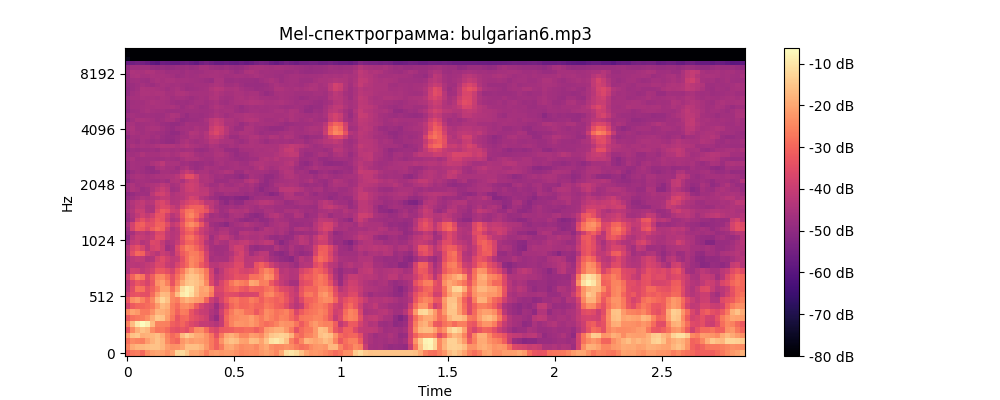 Mel-спектрограмма: bulgarian6.mp3
Hz
8192
4096
2048
1024
512
0
0
0.5
1
1.5
2
2.5
Time
-10 dB
-20 dB
-30 dB
-40 dB
-50 dB
-60 dB
-70 dB
-80 dB